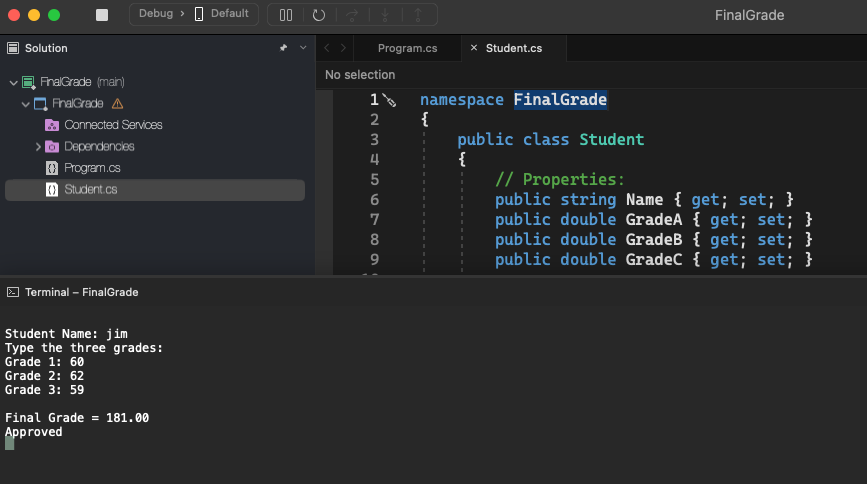 Debug › Default
FinalGrade
Solution
FinalGrade (main)
FinalGrade
Connected Services
Dependencies
Program.cs
Student.cs
Program.cs
× Student.cs
No selection
1 namespace FinalGrade
2 {
3 public class Student
4 {
5 // Properties:
6 public string Name { get; set; }
7 public double GradeA { get; set; }
8 public double GradeB { get; set; }
9 public double GradeC { get; set; }
Terminal – FinalGrade
Student Name: jim
Type the three grades:
Grade 1: 60
Grade 2: 62
Grade 3: 59
Final Grade = 181.00
Approved